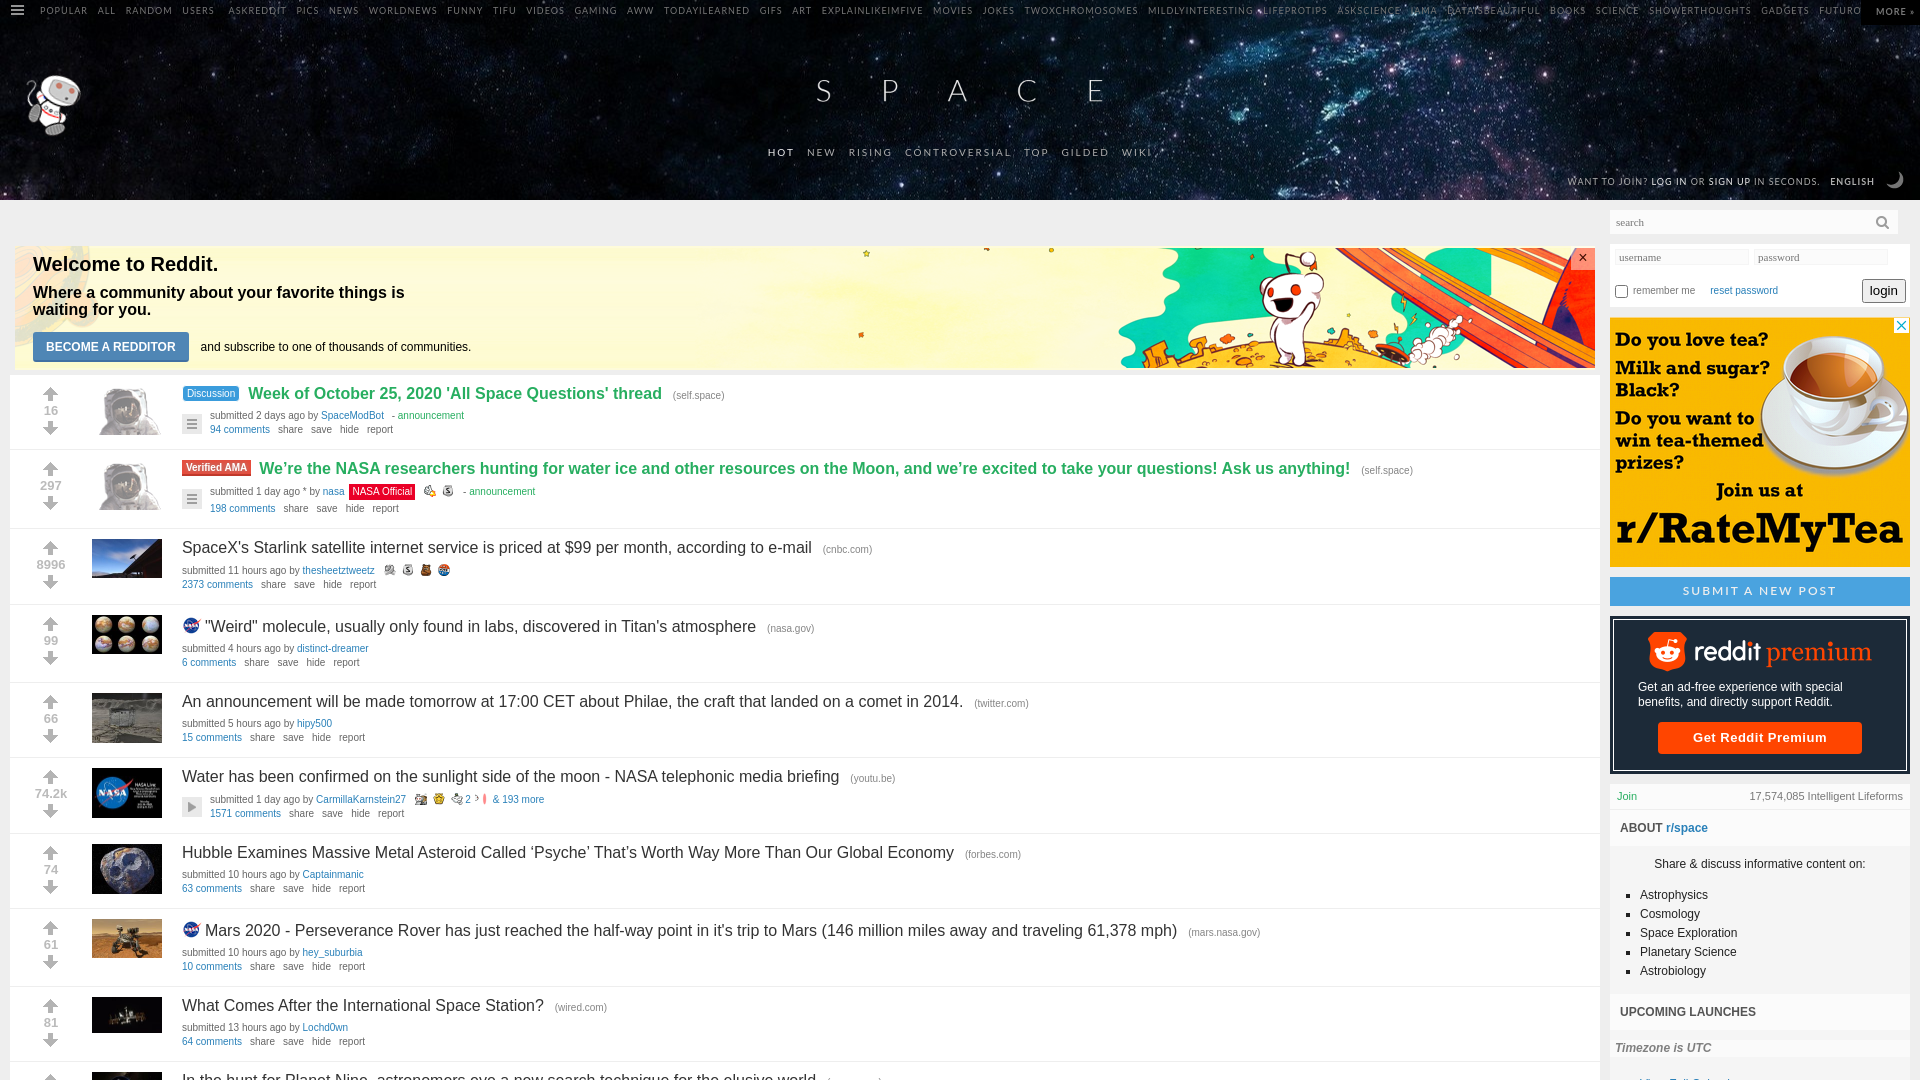 POPULAR ALL RANDOM USERS ASKREDDIT PICS NEWS WORLDNEWS FUNNY TIFU VIDEOS GAMING AWW TODAYILEARNED GIFS ART EXPLAINLIKEIMFIVE MOVIES JOKES TWOXCHROMOSOMES MILDLYINTERESTING LIFEPROTIPS ASKSCIENCE IAMA DATAISBEAUTIFUL BOOKS SCIENCE SHOWERTHOUGHTS GADGETS FUTURO MORE »
S P A C E
HOT NEW RISING CONTROVERSIAL TOP GILDED WIKI
WANT TO JOIN? LOG IN OR SIGN UP IN SECONDS. ENGLISH
Welcome to Reddit.
Where a community about your favorite things is
waiting for you.
BECOME A REDDITOR and subscribe to one of thousands of communities.
×
16
Discussion Week of October 25, 2020 'All Space Questions' thread (self.space)
submitted 2 days ago by SpaceModBot - announcement
94 comments share save hide report
297
Verified AMA We’re the NASA researchers hunting for water ice and other resources on the Moon, and we’re excited to take your questions! Ask us anything! (self.space)
submitted 1 day ago * by nasa NASA Official - announcement
198 comments share save hide report
8996
SpaceX's Starlink satellite internet service is priced at $99 per month, according to e-mail (cnbc.com)
submitted 11 hours ago by thesheetztweetz
2373 comments share save hide report
99
"Weird" molecule, usually only found in labs, discovered in Titan's atmosphere (nasa.gov)
submitted 4 hours ago by distinct-dreamer
6 comments share save hide report
66
An announcement will be made tomorrow at 17:00 CET about Philae, the craft that landed on a comet in 2014. (twitter.com)
submitted 5 hours ago by hipy500
15 comments share save hide report
74.2k
NASA
Water has been confirmed on the sunlight side of the moon - NASA telephonic media briefing (youtu.be)
submitted 1 day ago by CarmillaKarnstein27 2 & 193 more
1571 comments share save hide report
74
Hubble Examines Massive Metal Asteroid Called ‘Psyche’ That’s Worth Way More Than Our Global Economy (forbes.com)
submitted 10 hours ago by Captainmanic
63 comments share save hide report
61
Mars 2020 - Perseverance Rover has just reached the half-way point in it's trip to Mars (146 million miles away and traveling 61,378 mph) (mars.nasa.gov)
submitted 10 hours ago by hey_suburbia
10 comments share save hide report
81
What Comes After the International Space Station? (wired.com)
submitted 13 hours ago by Lochd0wn
64 comments share save hide report
In the hunt for Planet Nine, astronomers eye a new search technique for the elusive world
search
username password
remember me reset password login
Do you love tea?
Milk and sugar?
Black?
Do you want to
win tea-themed
prizes?
Join us at
r/RateMyTea
SUBMIT A NEW POST
reddit premium
Get an ad-free experience with special
benefits, and directly support Reddit.
Get Reddit Premium
Join 17,574,085 Intelligent Lifeforms
ABOUT r/space
Share & discuss informative content on:
Astrophysics
Cosmology
Space Exploration
Planetary Science
Astrobiology
UPCOMING LAUNCHES
Timezone is UTC